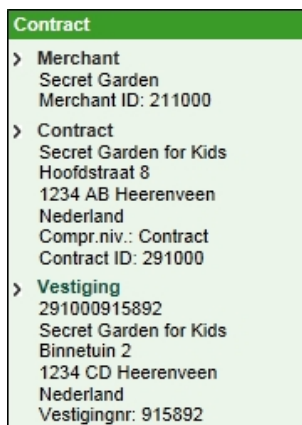 Contract
Merchant
Secret Garden
Merchant ID: 211000
Contract
Secret Garden for Kids
Hoofdstraat 8
1234 AB Heerenveen
Nederland
Compr.niv.: Contract
Contract ID: 291000
Vestiging
291000915892
Secret Garden for Kids
Binnetuin 2
1234 CD Heerenveen
Nederland
Vestigingnr: 915892